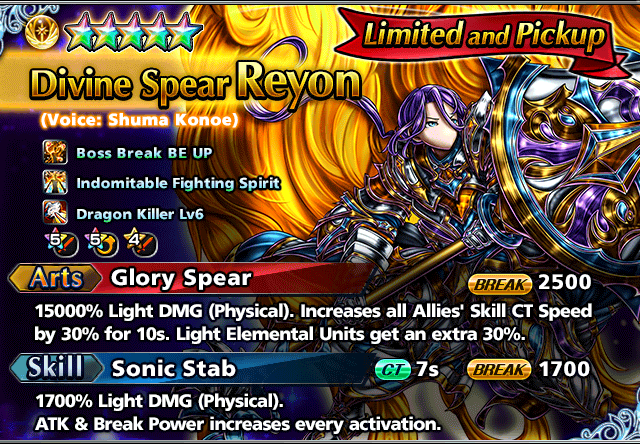 Limited and Pickup
Divine Spear Reyon
(Voice: Shuma Konoe)
Boss Break BE UP
Indomitable Fighting Spirit
Dragon Killer Lv6
5 5 4
Arts Glory Spear BREAK 2500
15000% Light DMG (Physical). Increases all Allies' Skill CT Speed
by 30% for 10s. Light Elemental Units get an extra 30%.
Skill Sonic Stab CT 7s BREAK 1700
1700% Light DMG (Physical).
ATK & Break Power increases every activation.